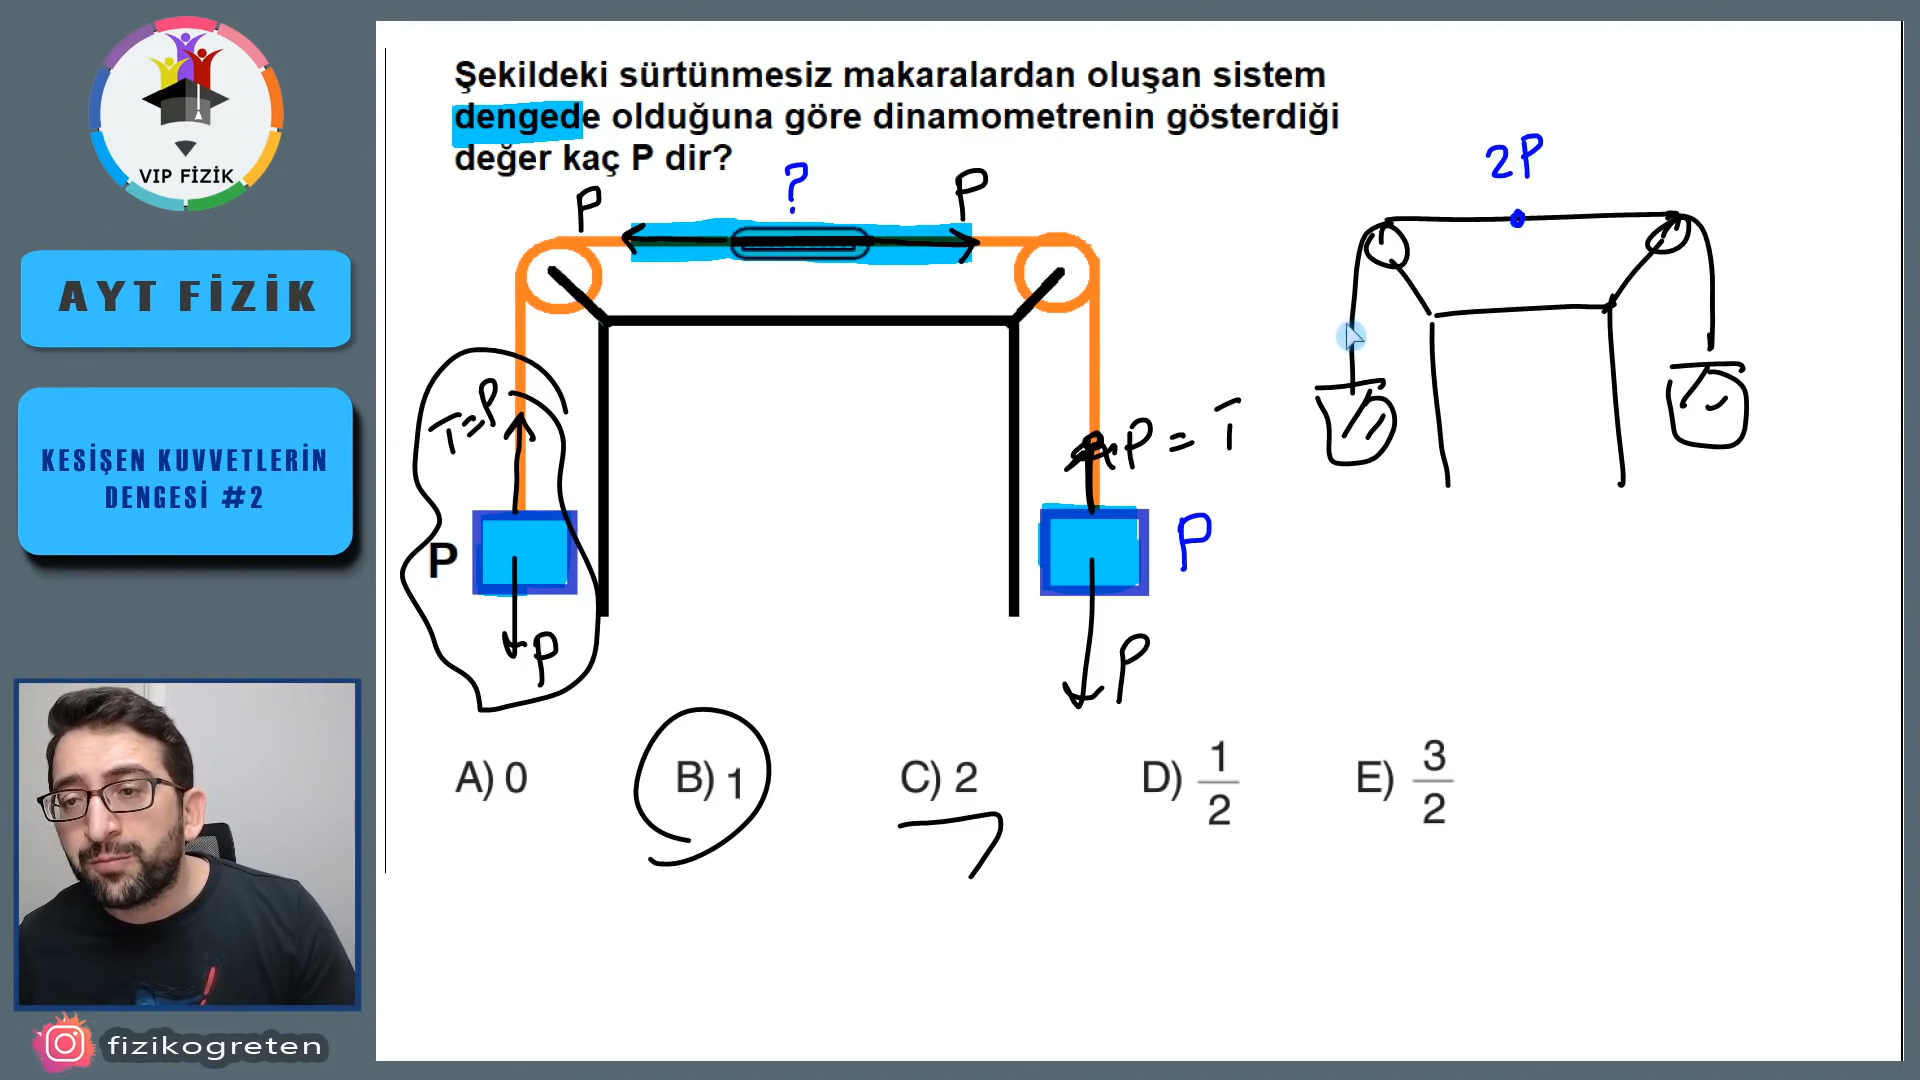 VIP FİZİK
AYT FİZİK
KESİŞEN KUVVETLERİN
DENGESİ #2
fizikogreten
Şekildeki sürtünmesiz makaralardan oluşan sistem
dengede olduğuna göre dinamometrenin gösterdiği
değer kaç P dir?
P
?
P
2P
T=P
P = T
P
P
P
P
A) 0
B) 1
C) 2
D) 1/2
E) 3/2